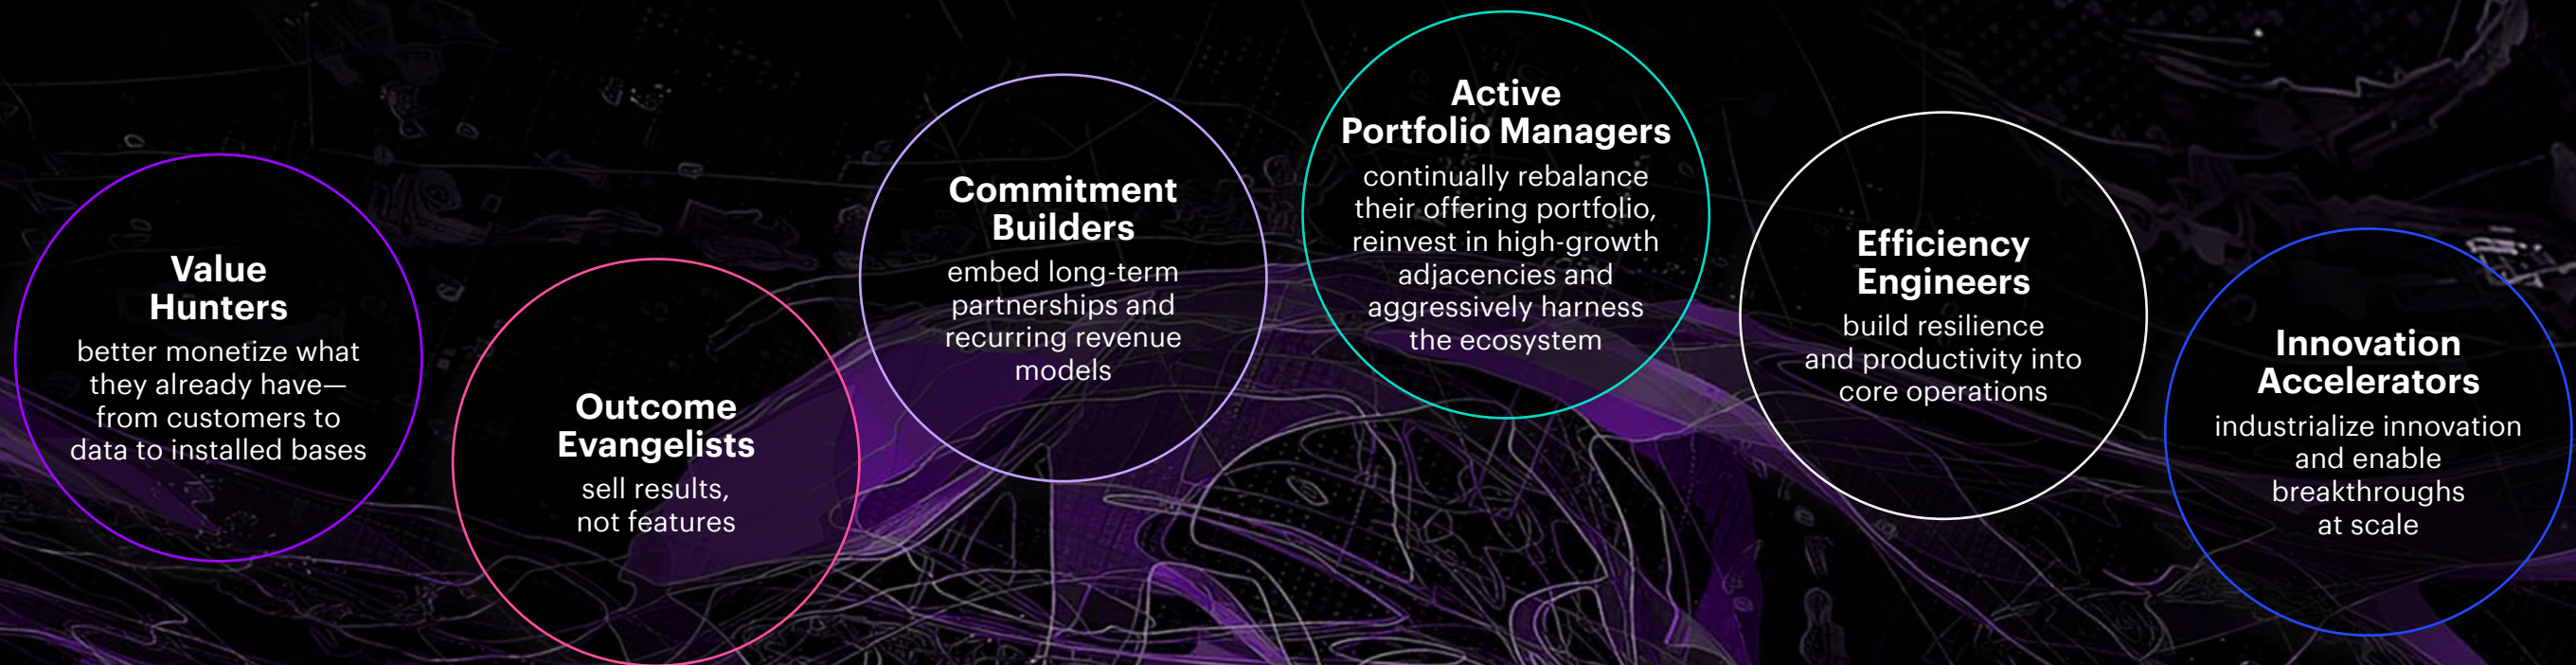 Value
Hunters
better monetize what
they already have—
from customers to
data to installed bases
Outcome
Evangelists
sell results,
not features
Commitment
Builders
embed long-term
partnerships and
recurring revenue
models
Active
Portfolio Managers
continually rebalance
their offering portfolio,
reinvest in high-growth
adjacencies and
aggressively harness
the ecosystem
Efficiency
Engineers
build resilience
and productivity into
core operations
Innovation
Accelerators
industrialize innovation
and enable
breakthroughs
at scale